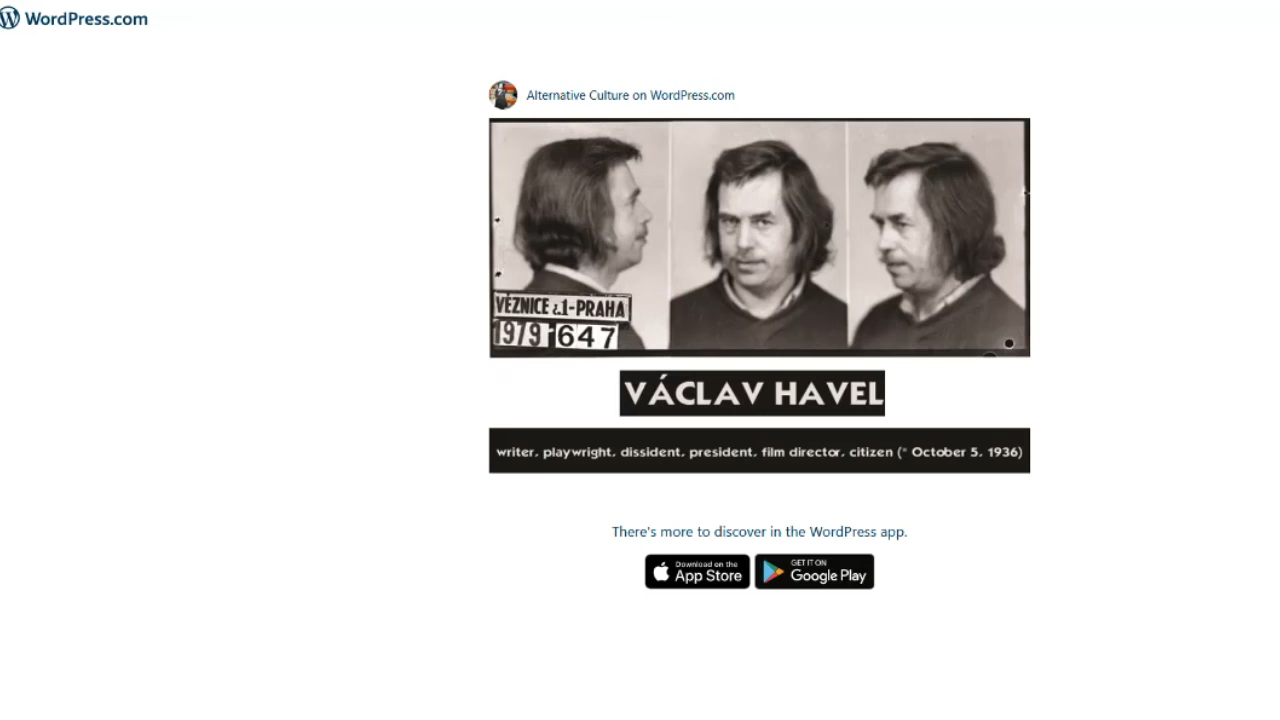 WordPress.com
Alternative Culture on WordPress.com
VĚZNICE č.1-PRAHA
1979 647
VÁCLAV HAVEL
writer, playwright, dissident, president, film director, citizen (* October 5, 1936)
There's more to discover in the WordPress app.
Download on the
App Store
GET IT ON
Google Play